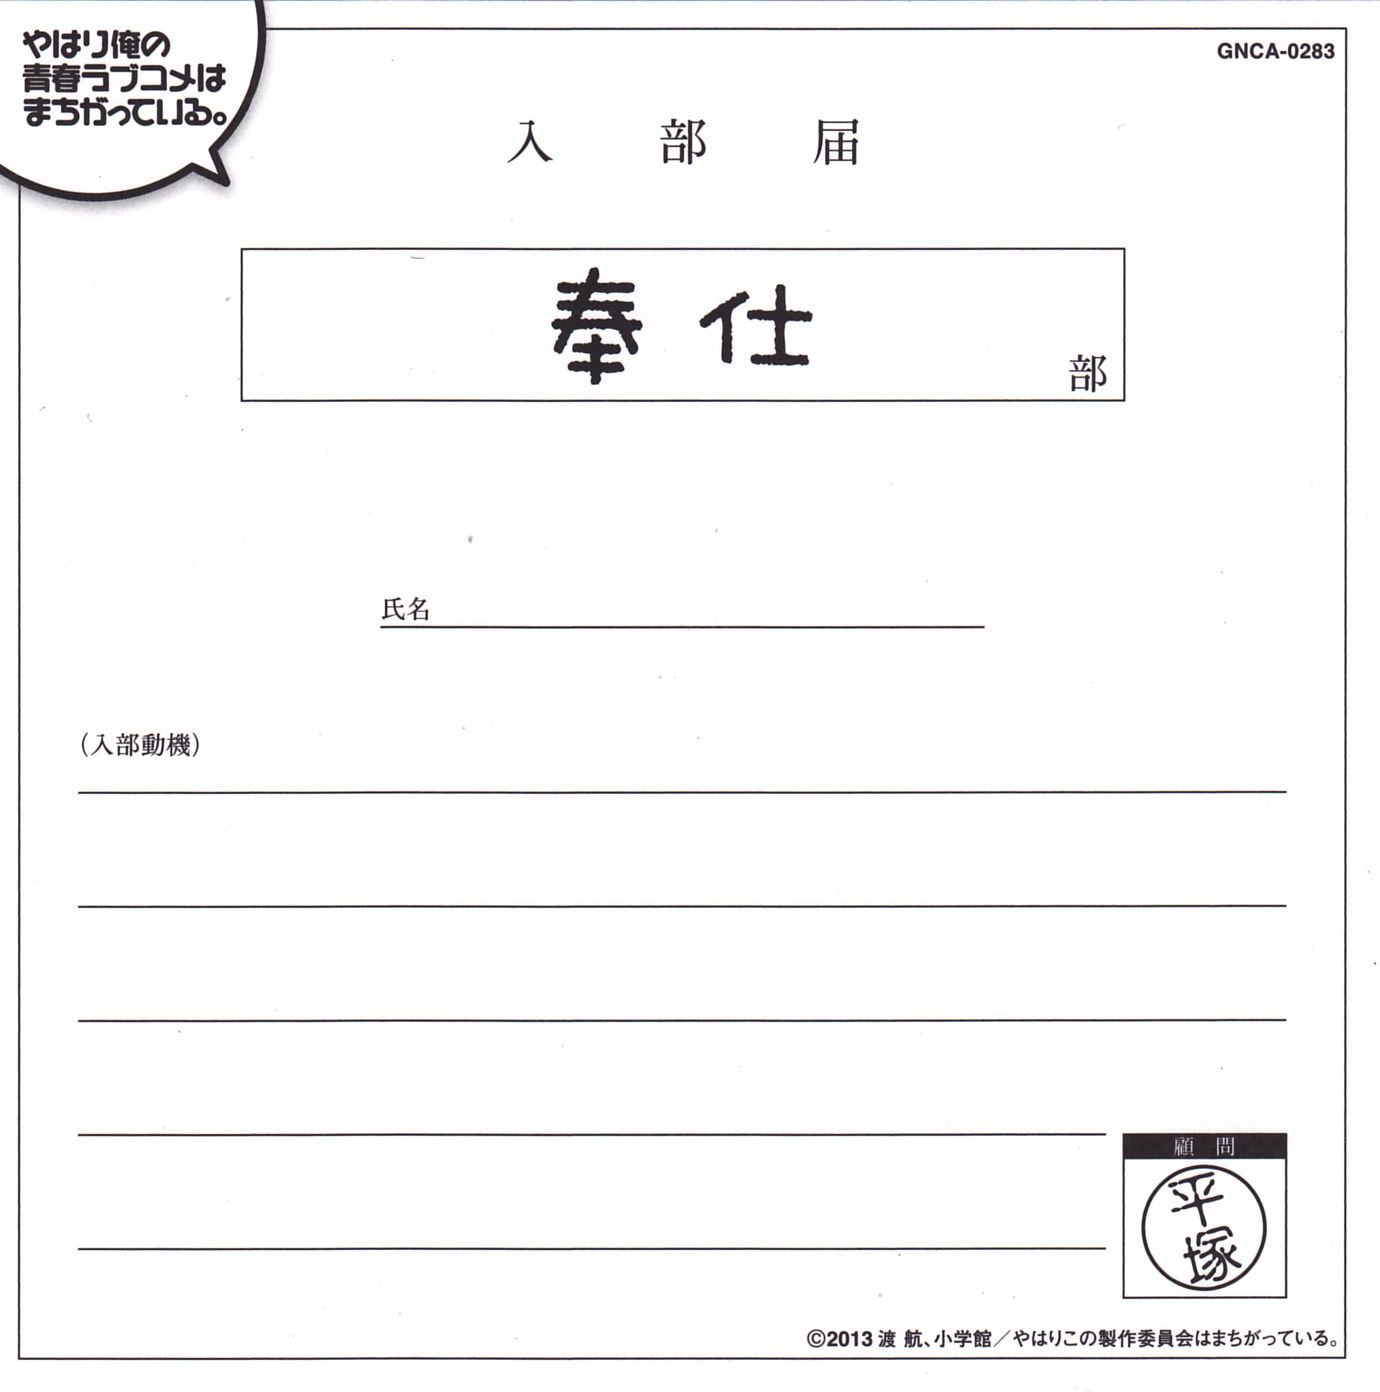 やはり俺の
青春ラブコメは
まちがっている。
GNCA-0283
入部届
奉仕
部
氏名
（入部動機）
顧問
平塚
©2013 渡 航、小学館／やはりこの製作委員会はまちがっている。